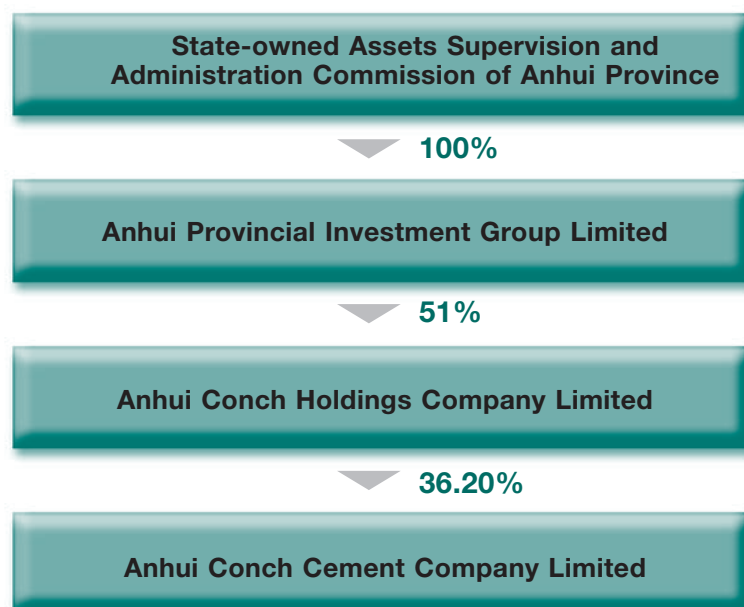 State-owned Assets Supervision and
Administration Commission of Anhui Province
100%
Anhui Provincial Investment Group Limited
51%
Anhui Conch Holdings Company Limited
36.20%
Anhui Conch Cement Company Limited